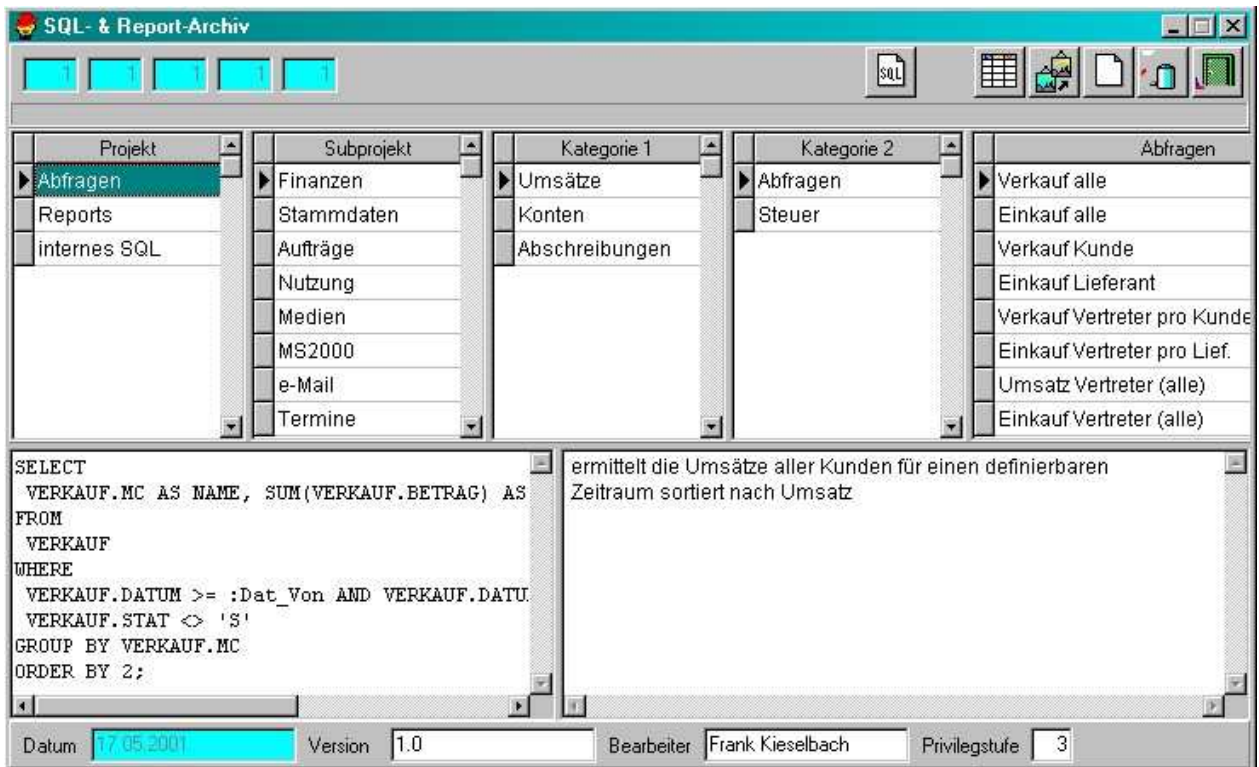 SQL- & Report-Archiv
1 1 1 1 1
SQL
Projekt
Abfragen
Reports
internes SQL
Subprojekt
Finanzen
Stammdaten
Aufträge
Nutzung
Medien
MS2000
e-Mail
Termine
Kategorie 1
Umsätze
Konten
Abschreibungen
Kategorie 2
Abfragen
Steuer
Abfragen
Verkauf alle
Einkauf alle
Verkauf Kunde
Einkauf Lieferant
Verkauf Vertreter pro Kunde
Einkauf Vertreter pro Lief.
Umsatz Vertreter (alle)
Einkauf Vertreter (alle)
SELECT
VERKAUF.MC AS NAME, SUM(VERKAUF.BETRAG) AS
FROM
VERKAUF
WHERE
VERKAUF.DATUM >= :Dat_Von AND VERKAUF.DATU
VERKAUF.STAT <> 'S'
GROUP BY VERKAUF.MC
ORDER BY 2;
ermittelt die Umsätze aller Kunden für einen definierbaren
Zeitraum sortiert nach Umsatz
Datum 17.05.2001 Version 1.0 Bearbeiter Frank Kieselbach Privilegstufe 3